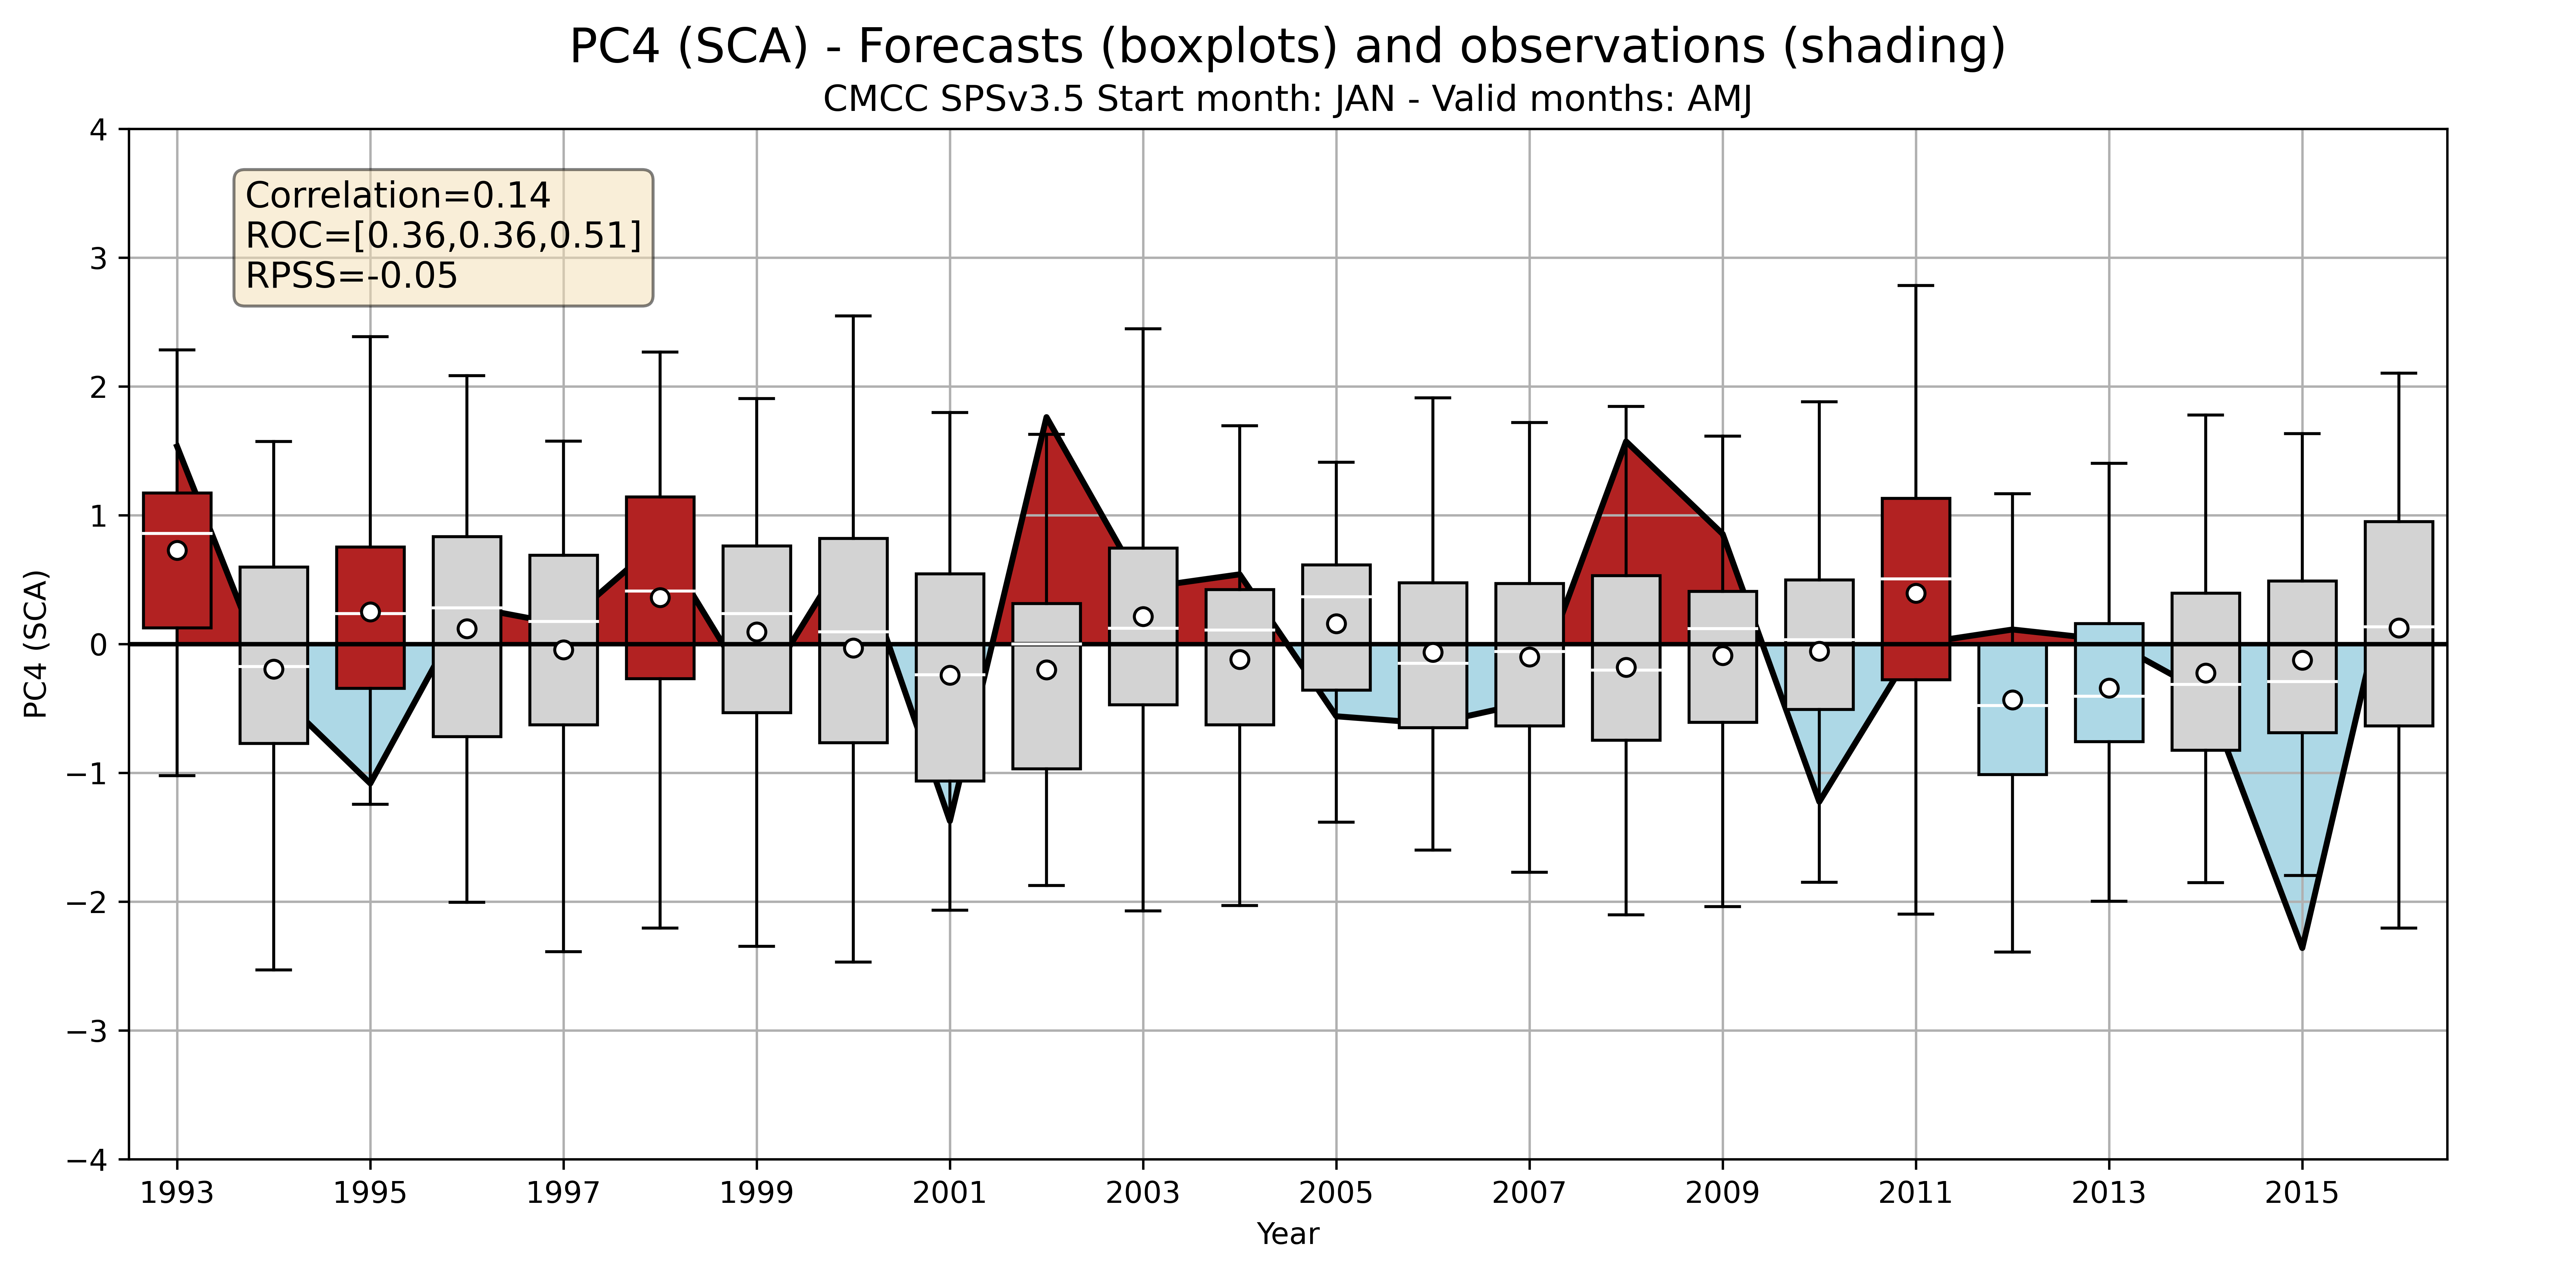 PC4 (SCA) - Forecasts (boxplots) and observations (shading)
CMCC SPSv3.5 Start month: JAN - Valid months: AMJ
Correlation=0.14
ROC=[0.36,0.36,0.51]
RPSS=-0.05
4
3
2
1
0
−1
−2
−3
−4
PC4 (SCA)
1993 1995 1997 1999 2001 2003 2005 2007 2009 2011 2013 2015
Year